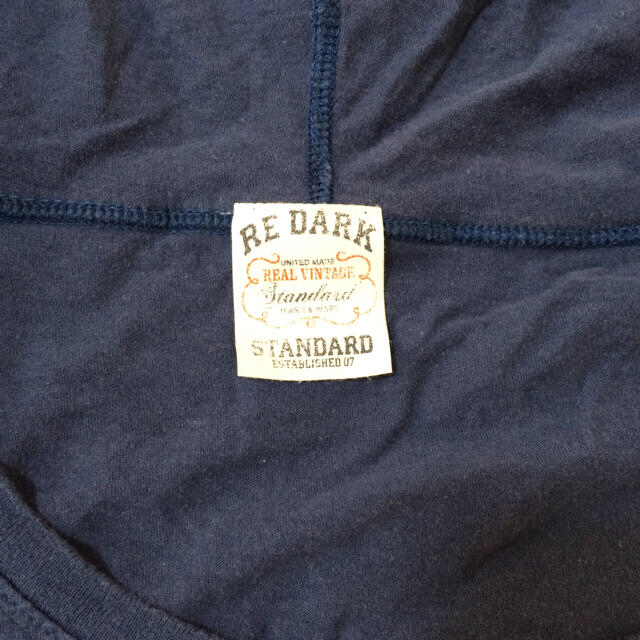 RE DARK
UNITED MADE
REAL VINTAGE
Standard
STANDARD
ESTABLISHED 07